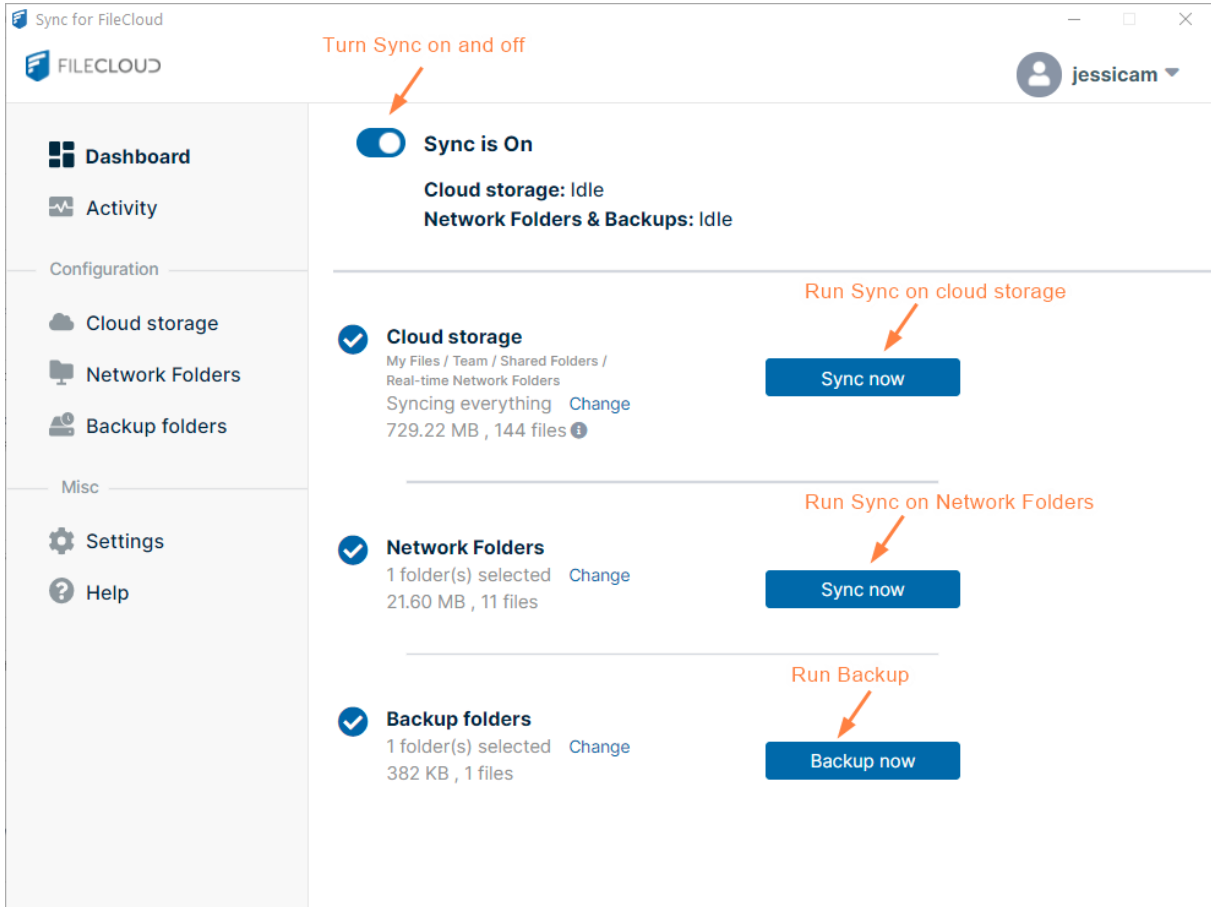 Sync for FileCloud
FILECLOUD
Turn Sync on and off
jessicam
Dashboard
Activity
Configuration
Cloud storage
Network Folders
Backup folders
Misc
Settings
Help
Sync is On
Cloud storage: Idle
Network Folders & Backups: Idle
Run Sync on cloud storage
Cloud storage
My Files / Team / Shared Folders /
Real-time Network Folders
Syncing everything Change
729.22 MB , 144 files
Sync now
Run Sync on Network Folders
Network Folders
1 folder(s) selected Change
21.60 MB , 11 files
Sync now
Run Backup
Backup folders
1 folder(s) selected Change
382 KB , 1 files
Backup now